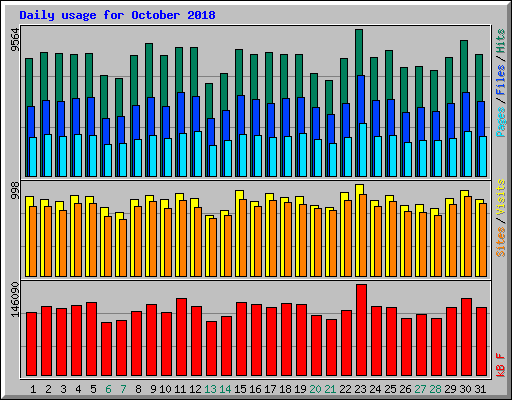 Daily usage for October 2018
9564
Pages / Files / Hits
998
Sites / Visits
146090
kB F
1 2 3 4 5 6 7 8 9 10 11 12 13 14 15 16 17 18 19 20 21 22 23 24 25 26 27 28 29 30 31